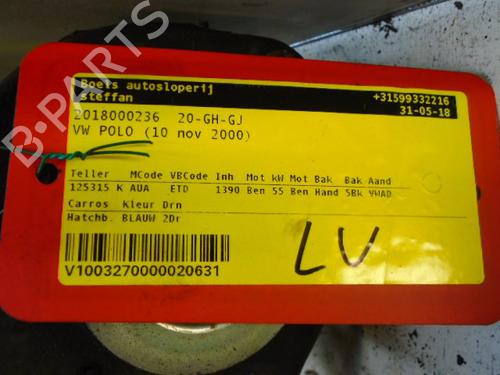 B-PARTS
Boels autosloperij +31599332216
steffan 31-05-18
2018000236 20-GH-GJ
VW POLO (10 nov 2000)
Teller MCode VBCode Inh Mot kW Mot Bak Bak Aand
125315 K AUA ETD 1390 Ben 55 Ben Hand 5Bk VWAD
Carros Kleur Drn
Hatchb. BLAUW 2Dr
V1003270000020631
LV